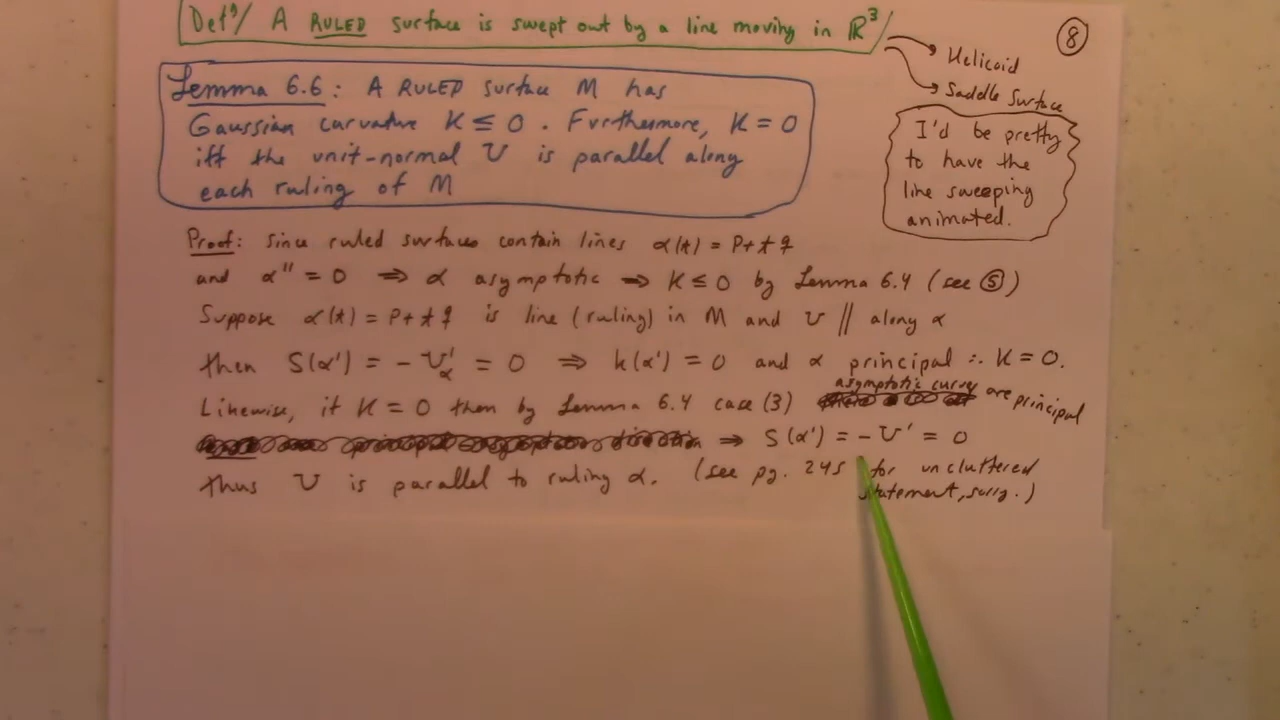 Defn/ A RULED surface is swept out by a line moving in ℝ³/
8
Helicoid
Saddle Surface
Lemma 6.6: A RULED surface M has
Gaussian curvature K ≤ 0. Furthermore, K = 0
iff the unit-normal U is parallel along
each ruling of M
I'd be pretty
to have the
line sweeping
animated.
Proof: since ruled surfaces contain lines α(t) = p + t q
and α'' = 0 ⇒ α asymptotic ⇒ K ≤ 0 by Lemma 6.4 (see ⑤)
Suppose α(t) = p + t q is line (ruling) in M and U // along α
then S(α') = - U'α = 0 ⇒ k(α') = 0 and α principal ∴ K = 0.
Likewise, if K = 0 then by Lemma 6.4 case (3) asymptotic curves are principal
⇒ S(α') = - U' = 0
thus U is parallel to ruling α. (see pg. 245 for uncluttered
statement, sorry.)